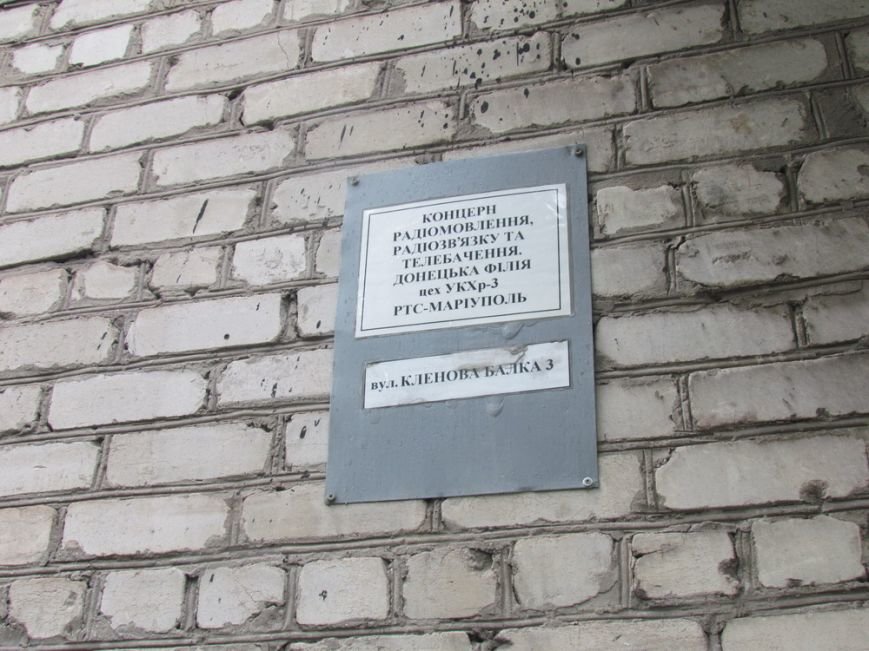 КОНЦЕРН
РАДІОМОВЛЕННЯ,
РАДІОЗВ'ЯЗКУ ТА
ТЕЛЕБАЧЕННЯ.
ДОНЕЦЬКА ФІЛІЯ
цех УКХр-3
РТС-МАРІУПОЛЬ
вул. КЛЕНОВА БАЛКА 3